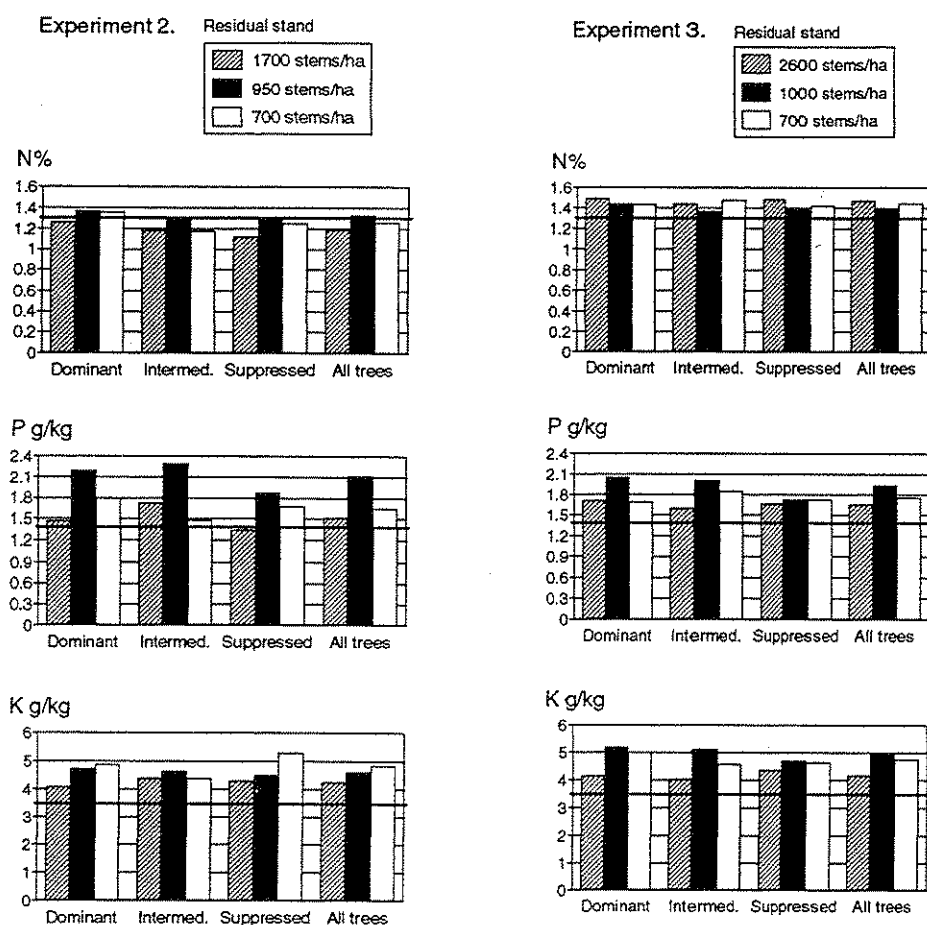 Experiment 2.
Residual stand
1700 stems/ha
950 stems/ha
700 stems/ha
N%
1.6
1.4
1.2
1
0.8
0.6
0.4
0.2
0
Dominant Intermed. Suppressed All trees
P g/kg
2.4
2.1
1.8
1.5
1.2
0.9
0.6
0.3
0
Dominant Intermed. Suppressed All trees
K g/kg
6
5
4
3
2
1
0
Dominant Intermed. Suppressed All trees
Experiment 3.
Residual stand
2600 stems/ha
1000 stems/ha
700 stems/ha
N%
1.6
1.4
1.2
1
0.8
0.6
0.4
0.2
0
Dominant Intermed. Suppressed All trees
P g/kg
2.4
2.1
1.8
1.5
1.2
0.9
0.6
0.3
0
Dominant Intermed. Suppressed All trees
K g/kg
6
5
4
3
2
1
0
Dominant Intermed. Suppressed All trees